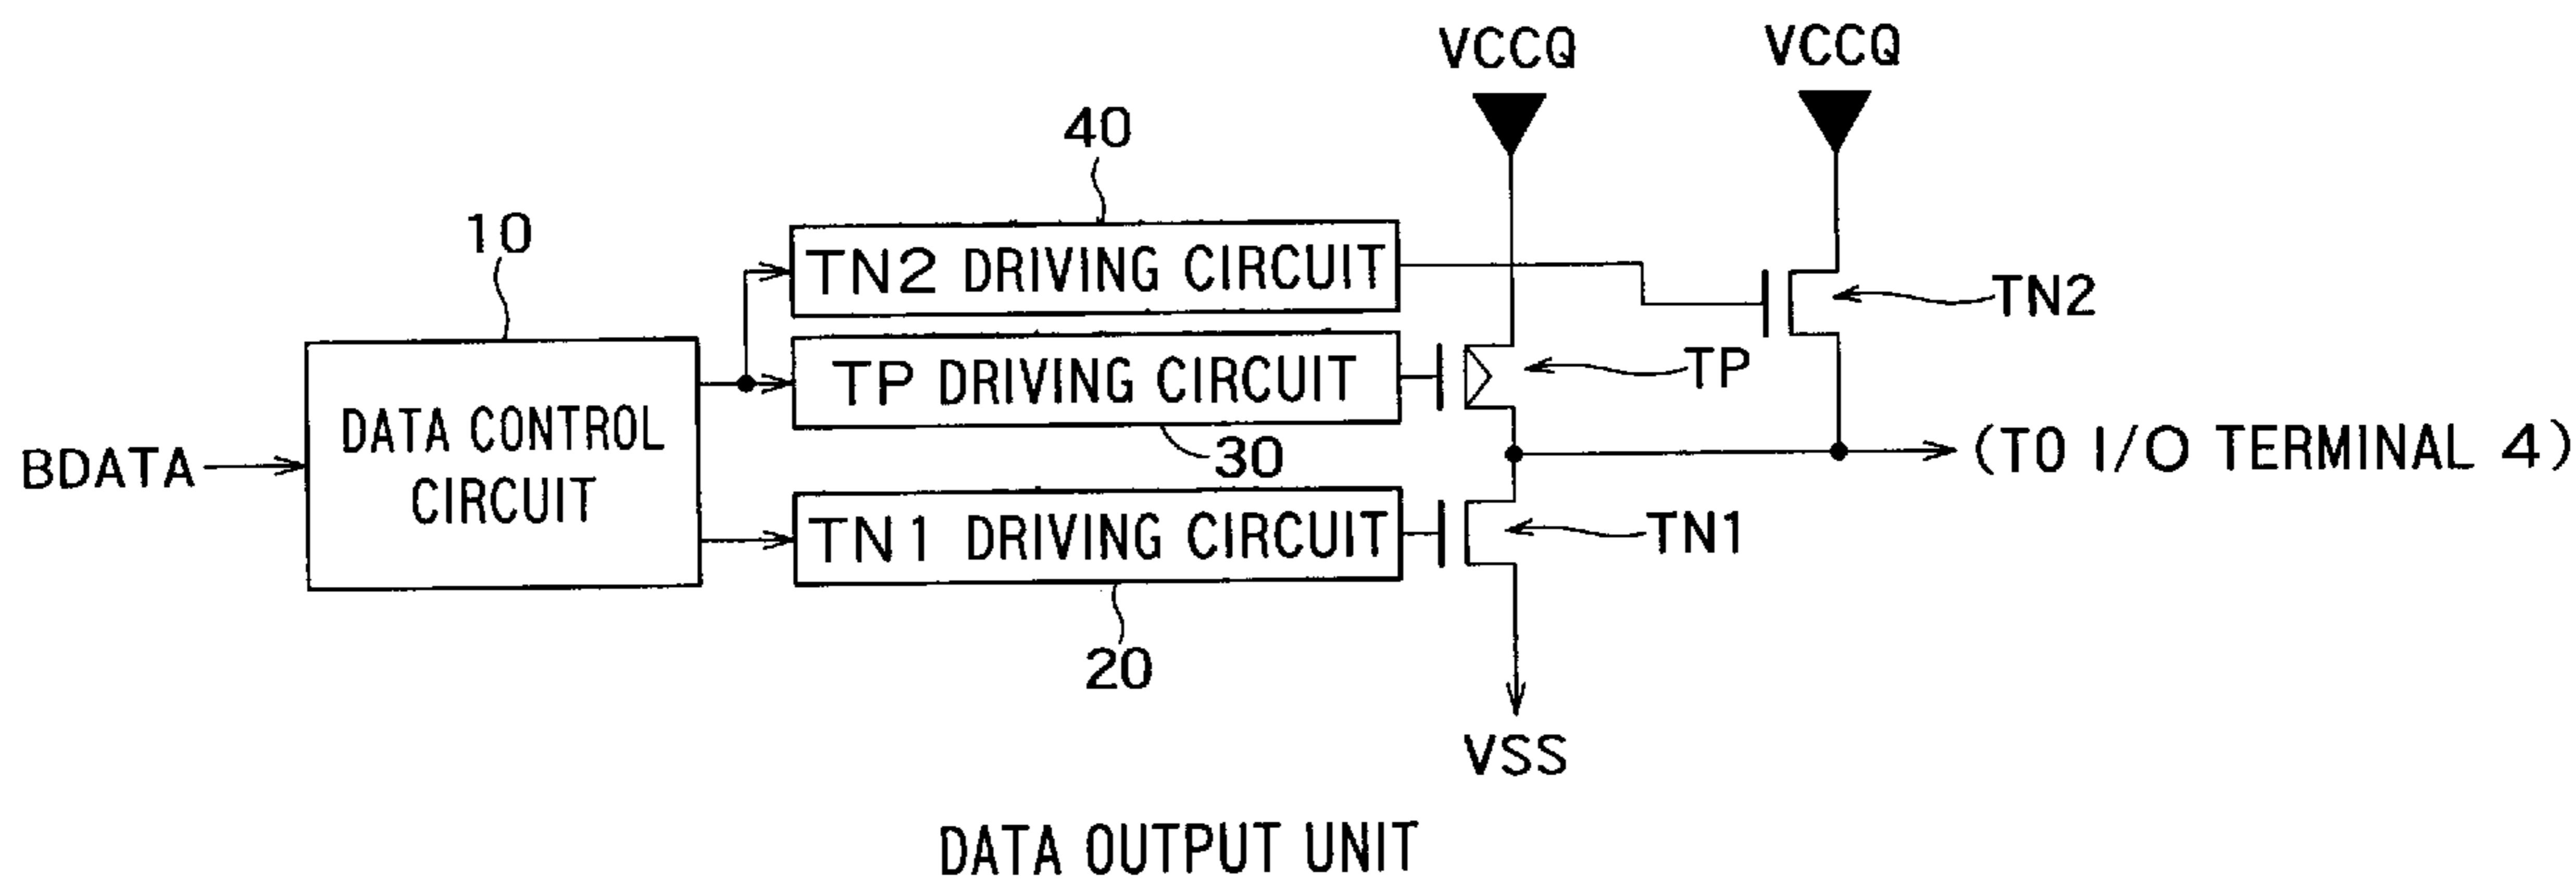 VCCQ
VCCQ
40
10
TN2 DRIVING CIRCUIT
TN2
TP DRIVING CIRCUIT
TP
DATA CONTROL
CIRCUIT
BDATA
30
(TO I/O TERMINAL 4)
TN1 DRIVING CIRCUIT
TN1
20
VSS
DATA OUTPUT UNIT